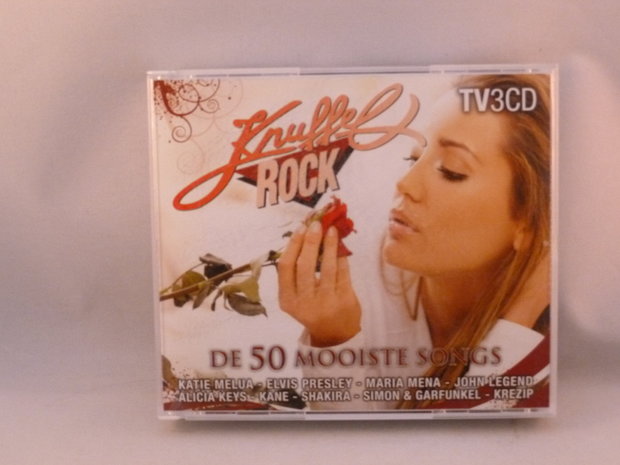 TV3CD
Knuffel
ROCK
DE 50 MOOISTE SONGS
KATIE MELUA - ELVIS PRESLEY - MARIA MENA - JOHN LEGEND
ALICIA KEYS - KANE - SHAKIRA - SIMON & GARFUNKEL - KREZIP